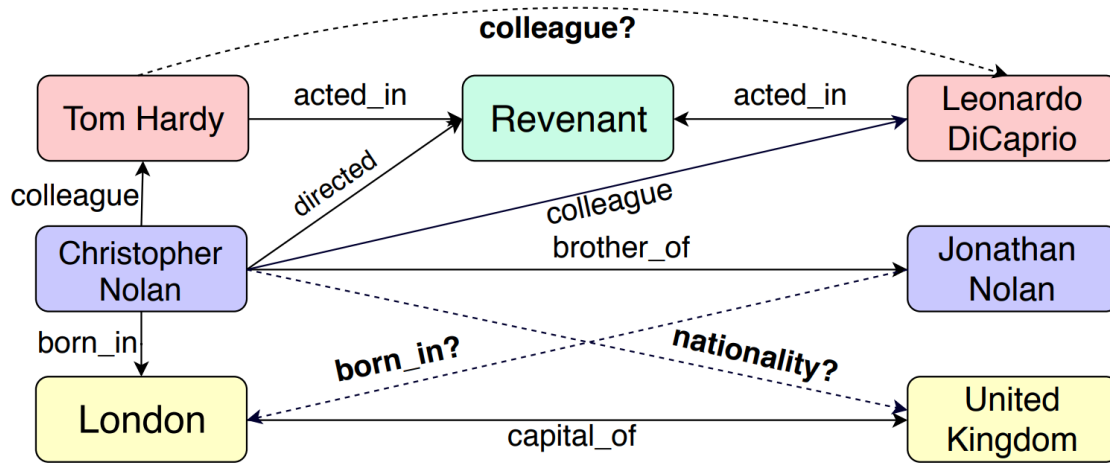 colleague?
Tom Hardy
acted_in
Revenant
acted_in
Leonardo
DiCaprio
colleague
directed
colleague
Christopher
Nolan
brother_of
Jonathan
Nolan
born_in
born_in?
nationality?
London
capital_of
United
Kingdom